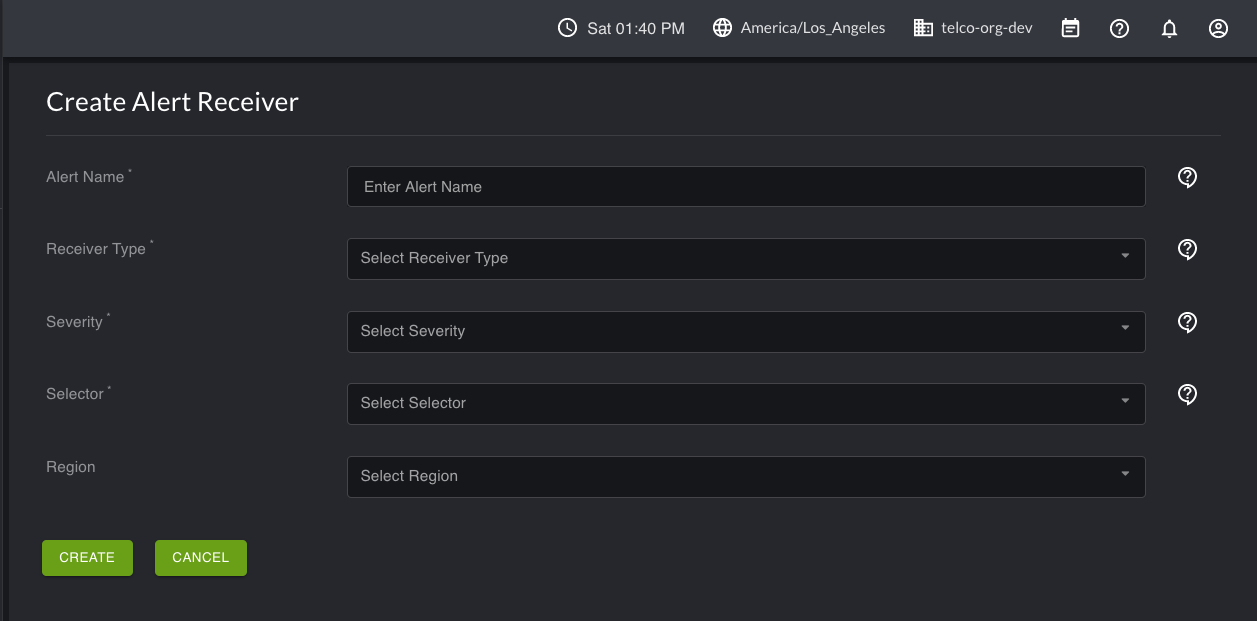 Sat 01:40 PM America/Los_Angeles telco-org-dev
Create Alert Receiver
Alert Name * Enter Alert Name
Receiver Type * Select Receiver Type
Severity * Select Severity
Selector * Select Selector
Region Select Region
CREATE CANCEL